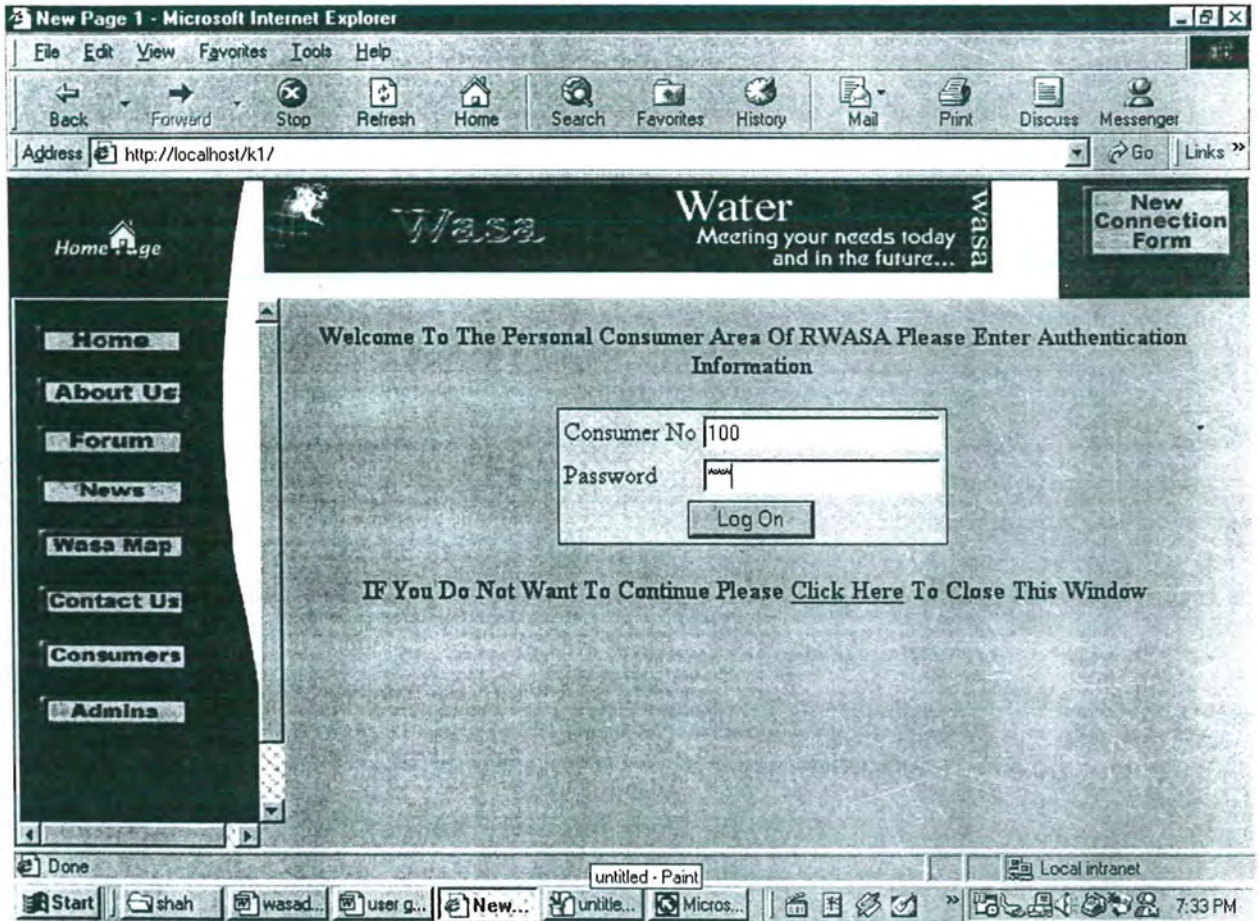 New Page 1 - Microsoft Internet Explorer
File Edit View Favorites Tools Help
Back Forward Stop Refresh Home Search Favorites History Mail Print Discuss Messenger
Address http://localhost/k1/ Go Links »
Home
Wasa
Water
Meeting your needs today
and in the future...
Wasa
New
Connection
Form
Home
About Us
Forum
News
Wasa Map
Contact Us
Consumers
Admins
Welcome To The Personal Consumer Area Of RWASA Please Enter Authentication
Information
Consumer No 100
Password
Log On
IF You Do Not Want To Continue Please Click Here To Close This Window
Done
untitled - Paint
Local intranet
Start shah wasad... user g... New... untitle... Micros... » 7:33 PM